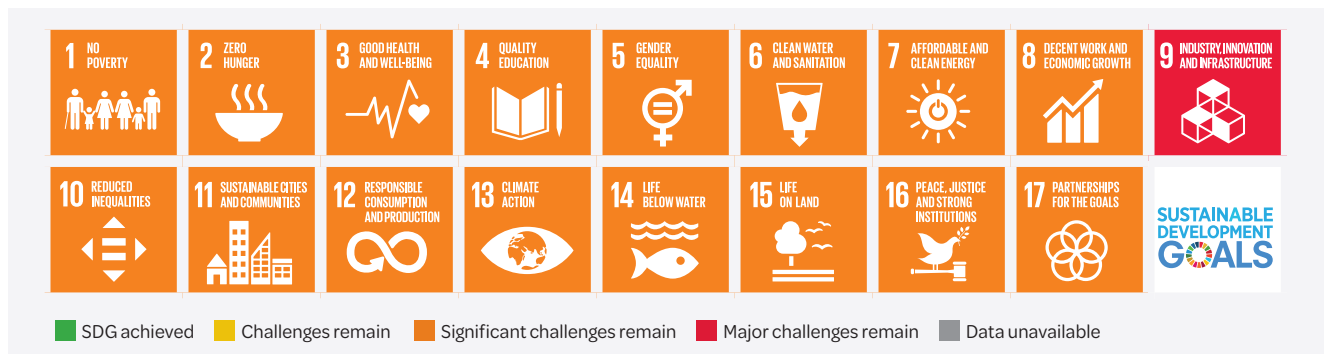 1 NO
POVERTY
2 ZERO
HUNGER
3 GOOD HEALTH
AND WELL-BEING
4 QUALITY
EDUCATION
5 GENDER
EQUALITY
6 CLEAN WATER
AND SANITATION
7 AFFORDABLE AND
CLEAN ENERGY
8 DECENT WORK AND
ECONOMIC GROWTH
9 INDUSTRY, INNOVATION
AND INFRASTRUCTURE
10 REDUCED
INEQUALITIES
11 SUSTAINABLE CITIES
AND COMMUNITIES
12 RESPONSIBLE
CONSUMPTION
AND PRODUCTION
13 CLIMATE
ACTION
14 LIFE
BELOW WATER
15 LIFE
ON LAND
16 PEACE, JUSTICE
AND STRONG
INSTITUTIONS
17 PARTNERSHIPS
FOR THE GOALS
SUSTAINABLE
DEVELOPMENT
GOALS
SDG achieved
Challenges remain
Significant challenges remain
Major challenges remain
Data unavailable